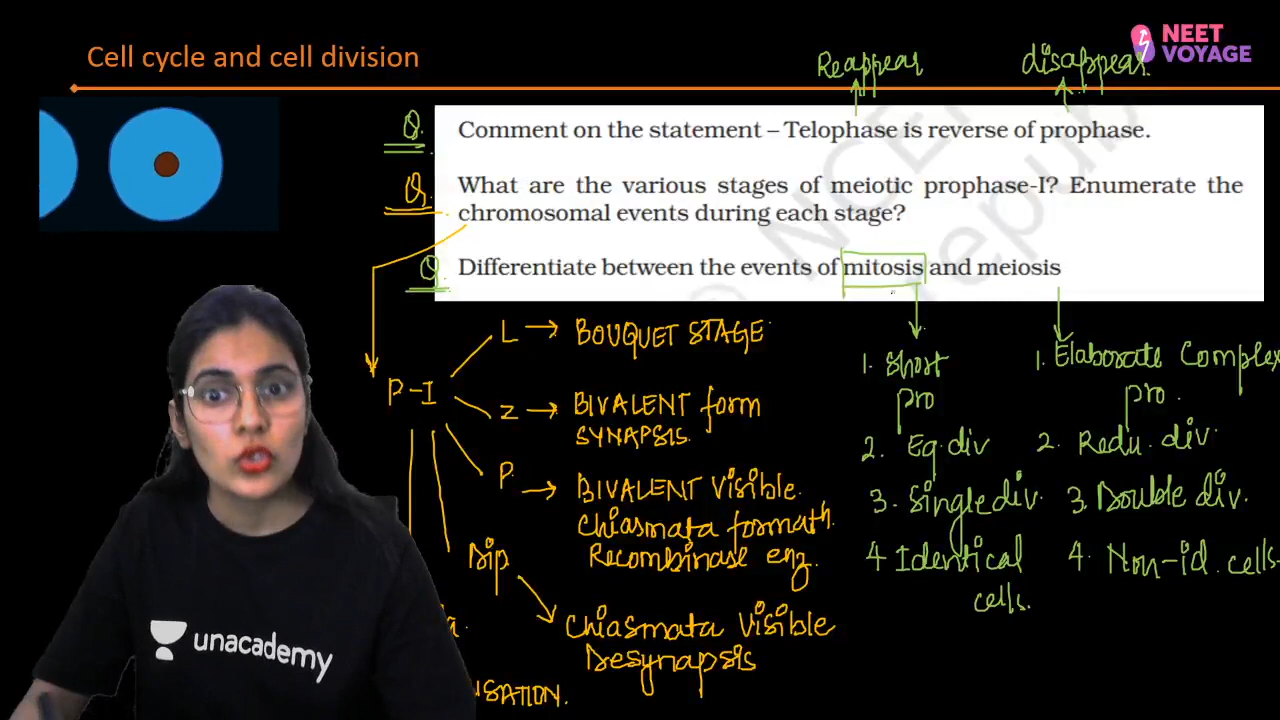 Cell cycle and cell division
NEET
VOYAGE
Reappear
disappear
Q. Comment on the statement – Telophase is reverse of prophase.
Q. What are the various stages of meiotic prophase-I? Enumerate the
chromosomal events during each stage?
Q Differentiate between the events of mitosis and meiosis
P-I
L → BOUQUET STAGE
Z → BIVALENT form
SYNAPSIS.
P. → BIVALENT Visible.
Chiasmata formatn.
Recombinase enz.
Dip
Chiasmata Visible
Desynapsis
1. Short
pro
2. Eq. div
3. Single div.
4 Identical
cells.
1. Elaborate Complex
pro.
2. Redu. div.
3. Double div.
4. Non-id. cells.
unacademy